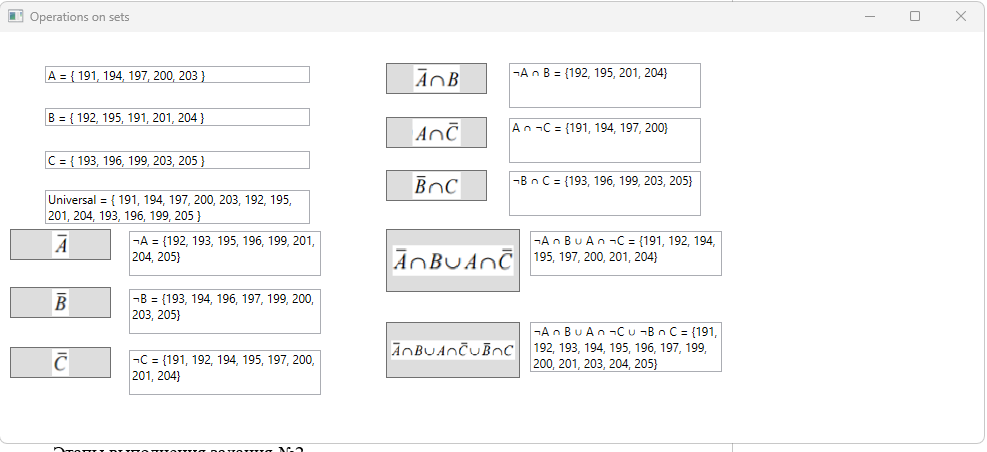 Operations on sets
A = { 191, 194, 197, 200, 203 }
B = { 192, 195, 191, 201, 204 }
C = { 193, 196, 199, 203, 205 }
Universal = { 191, 194, 197, 200, 203, 192, 195,
201, 204, 193, 196, 199, 205 }
A̅
¬A = {192, 193, 195, 196, 199, 201,
204, 205}
B̅
¬B = {193, 194, 196, 197, 199, 200,
203, 205}
C̅
¬C = {191, 192, 194, 195, 197, 200,
201, 204}
A̅∩B
¬A ∩ B = {192, 195, 201, 204}
A∩C̅
A ∩ ¬C = {191, 194, 197, 200}
B̅∩C
¬B ∩ C = {193, 196, 199, 203, 205}
A̅∩B∪A∩C̅
¬A ∩ B ∪ A ∩ ¬C = {191, 192, 194,
195, 197, 200, 201, 204}
A̅∩B∪A∩C̅∪B̅∩C
¬A ∩ B ∪ A ∩ ¬C ∪ ¬B ∩ C = {191,
192, 193, 194, 195, 196, 197, 199,
200, 201, 203, 204, 205}
Этапы выполнения задания №2